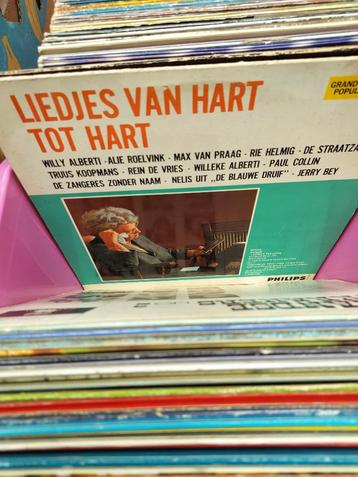 LIEDJES VAN HART
TOT HART
GRAND
POPUL
WILLY ALBERTI · ALIE ROELVINK · MAX VAN PRAAG · RIE HELMIG · DE STRAATZA
TRUUS KOOPMANS · REIN DE VRIES · WILLEKE ALBERTI · PAUL COLLIN
DE ZANGERES ZONDER NAAM · NELIS UIT „DE BLAUWE DRUIF" · JERRY BEY
PHILIPS